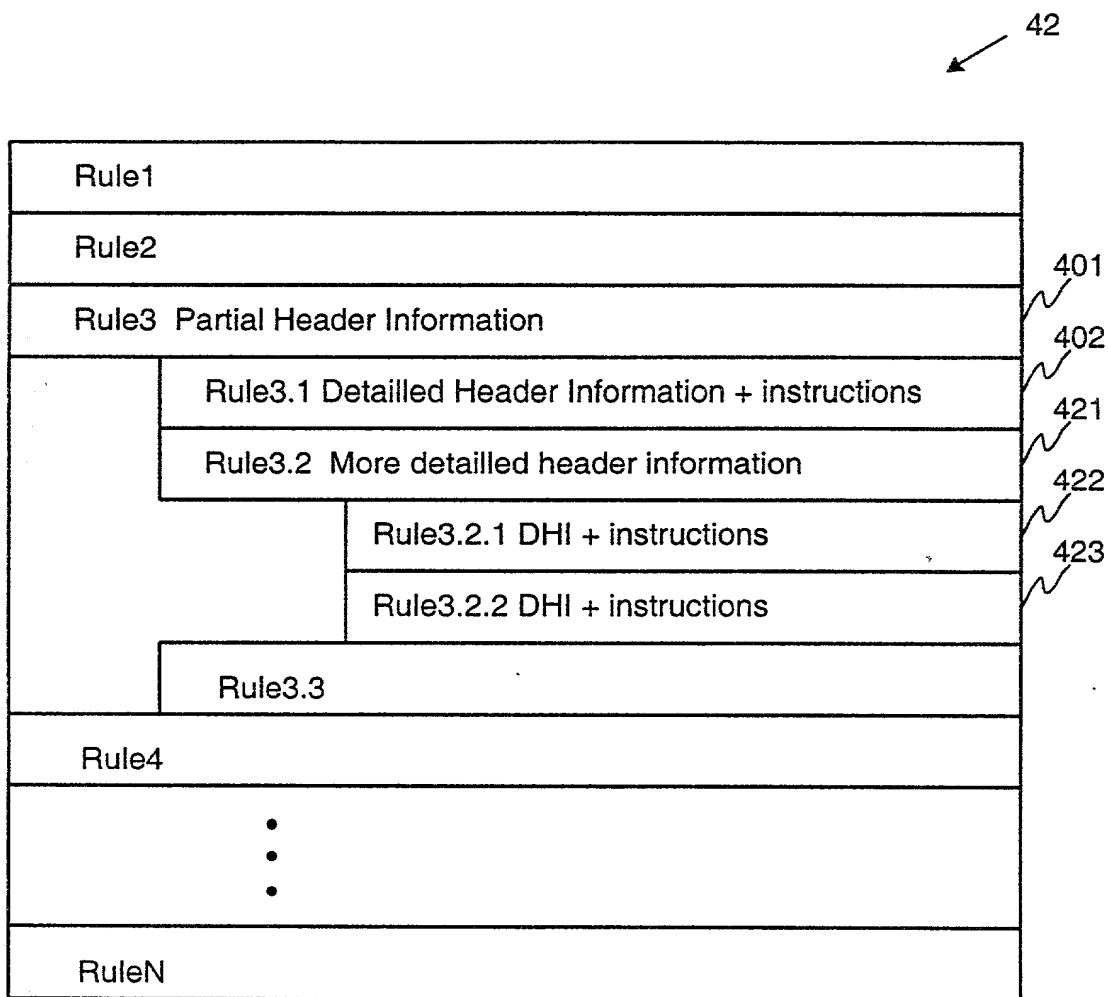 42
Rule1
Rule2
401
Rule3 Partial Header Information
402
Rule3.1 Detailled Header Information + instructions
421
Rule3.2 More detailled header information
422
Rule3.2.1 DHI + instructions
423
Rule3.2.2 DHI + instructions
Rule3.3
Rule4
RuleN